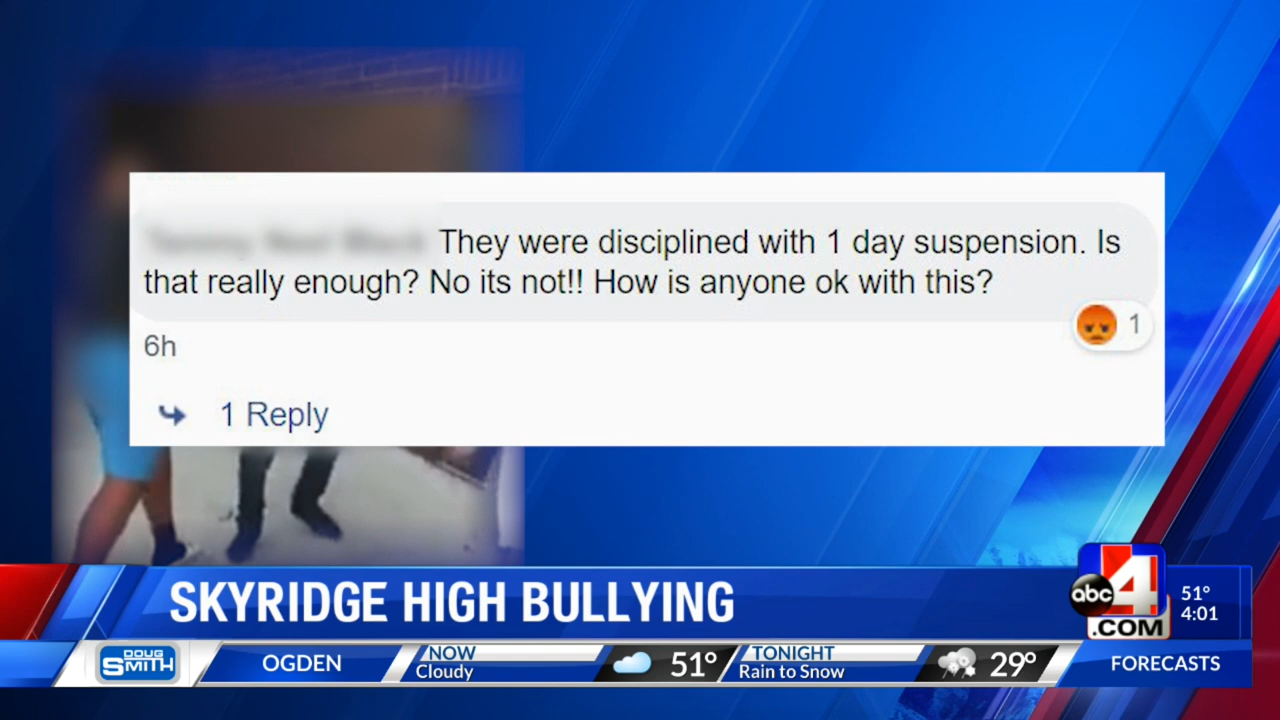 They were disciplined with 1 day suspension. Is
that really enough? No its not!! How is anyone ok with this?
1
6h
1 Reply
SKYRIDGE HIGH BULLYING
abc 4
.COM
51°
4:01
DOUG
SMITH
OGDEN
NOW
Cloudy
51°
TONIGHT
Rain to Snow
29°
FORECASTS